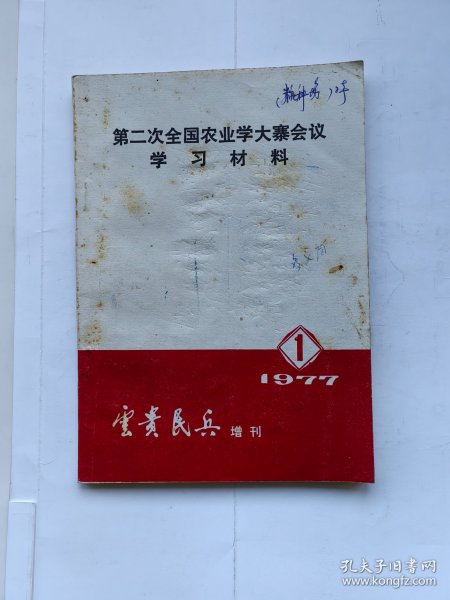 第二次全国农业学大寨会议
学习材料
1
1977
雲贵民兵 增刊
孔夫子旧书网
www.kongfz.com